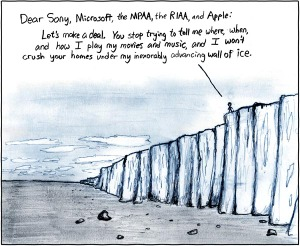 Dear Sony, Microsoft, the MPAA, the RIAA, and Apple:
Let's make a deal. You stop trying to tell me where, when,
and how I play my movies and music, and I won't
crush your homes under my inexorably advancing wall of ice.